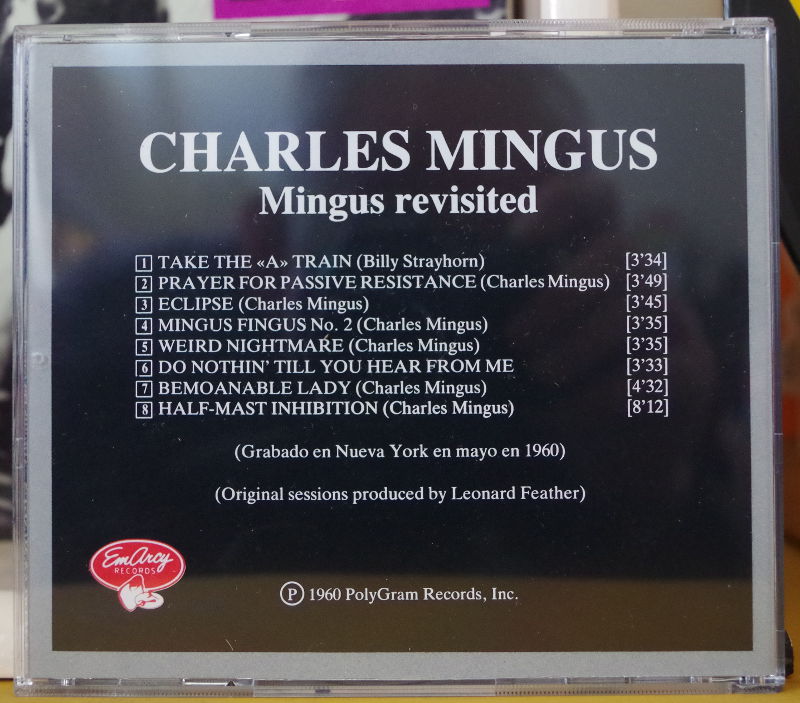 CHARLES MINGUS
Mingus revisited
1 TAKE THE «A» TRAIN (Billy Strayhorn) [3'34]
2 PRAYER FOR PASSIVE RESISTANCE (Charles Mingus) [3'49]
3 ECLIPSE (Charles Mingus) [3'45]
4 MINGUS FINGUS No. 2 (Charles Mingus) [3'35]
5 WEIRD NIGHTMARE (Charles Mingus) [3'35]
6 DO NOTHIN' TILL YOU HEAR FROM ME [3'33]
7 BEMOANABLE LADY (Charles Mingus) [4'32]
8 HALF-MAST INHIBITION (Charles Mingus) [8'12]
(Grabado en Nueva York en mayo en 1960)
(Original sessions produced by Leonard Feather)
EmArcy
RECORDS
℗ 1960 PolyGram Records, Inc.